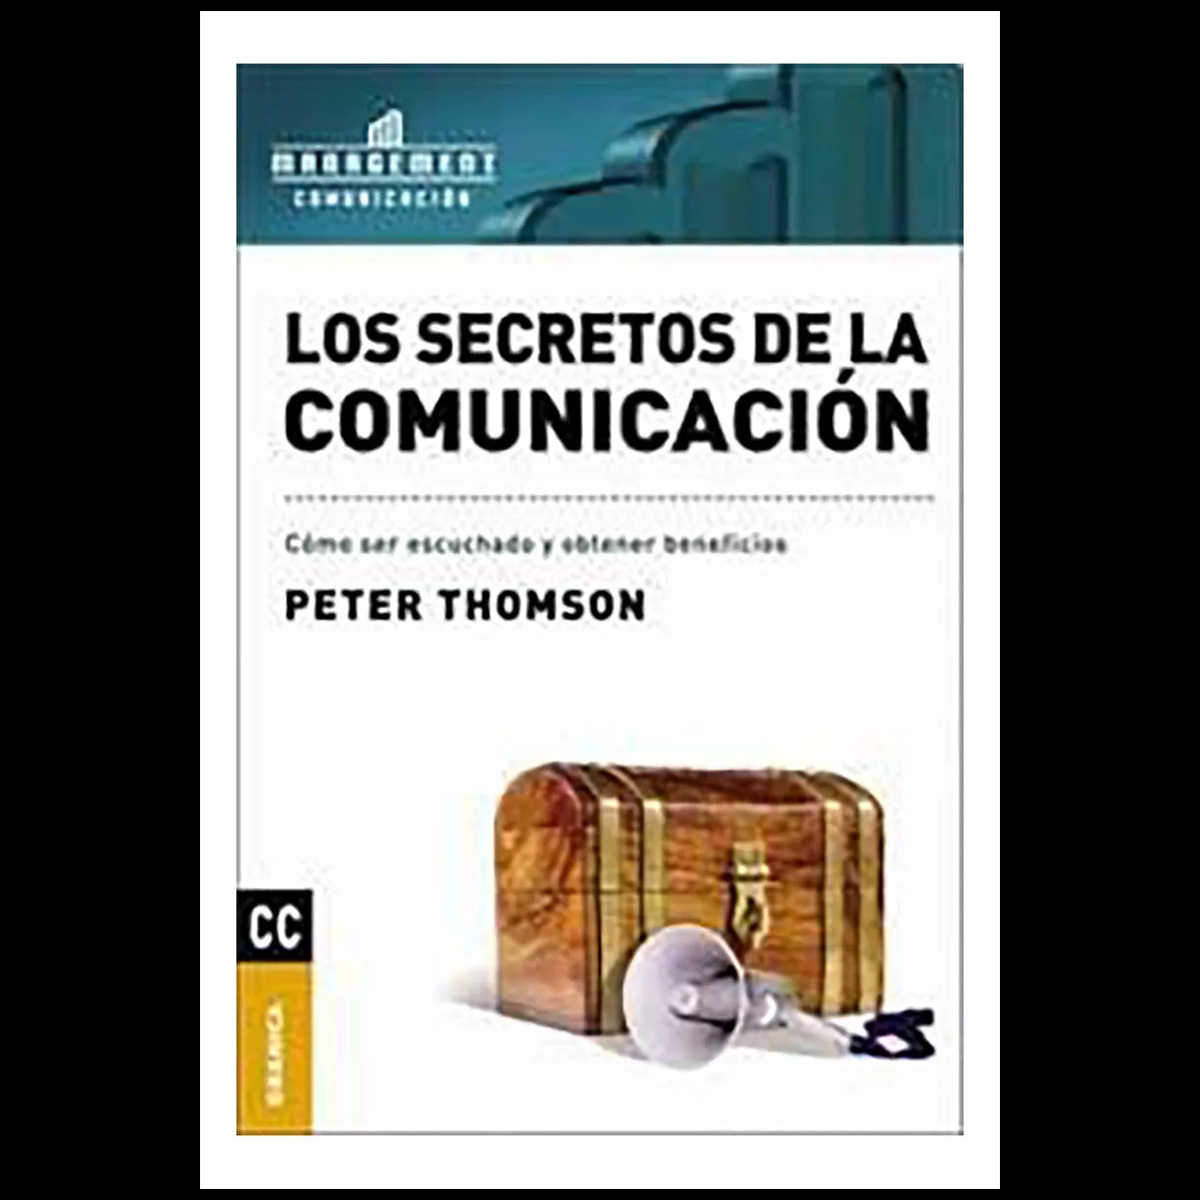 MANAGEMENT
COMUNICACIÓN
LOS SECRETOS DE LA
COMUNICACIÓN
Cómo ser escuchado y obtener beneficios
PETER THOMSON
CC
GRANICA